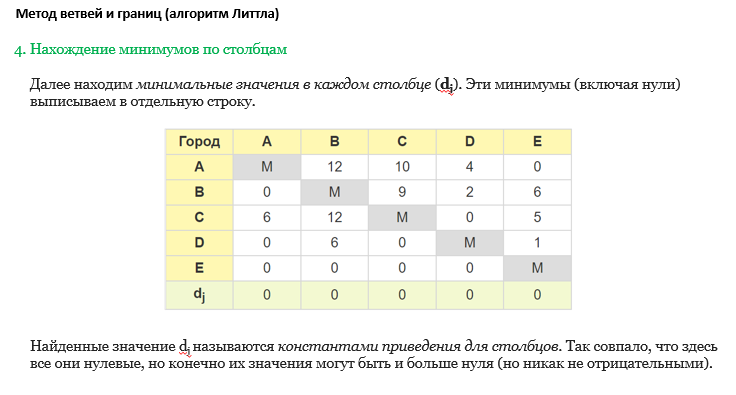 Метод ветвей и границ (алгоритм Литтла)
4. Нахождение минимумов по столбцам
Далее находим минимальные значения в каждом столбце (dj). Эти минимумы (включая нули)
выписываем в отдельную строку.
Город A B C D E
A M 12 10 4 0
B 0 M 9 2 6
C 6 12 M 0 5
D 0 6 0 M 1
E 0 0 0 0 M
dj 0 0 0 0 0
Найденные значение dj называются константами приведения для столбцов. Так совпало, что здесь
все они нулевые, но конечно их значения могут быть и больше нуля (но никак не отрицательными).